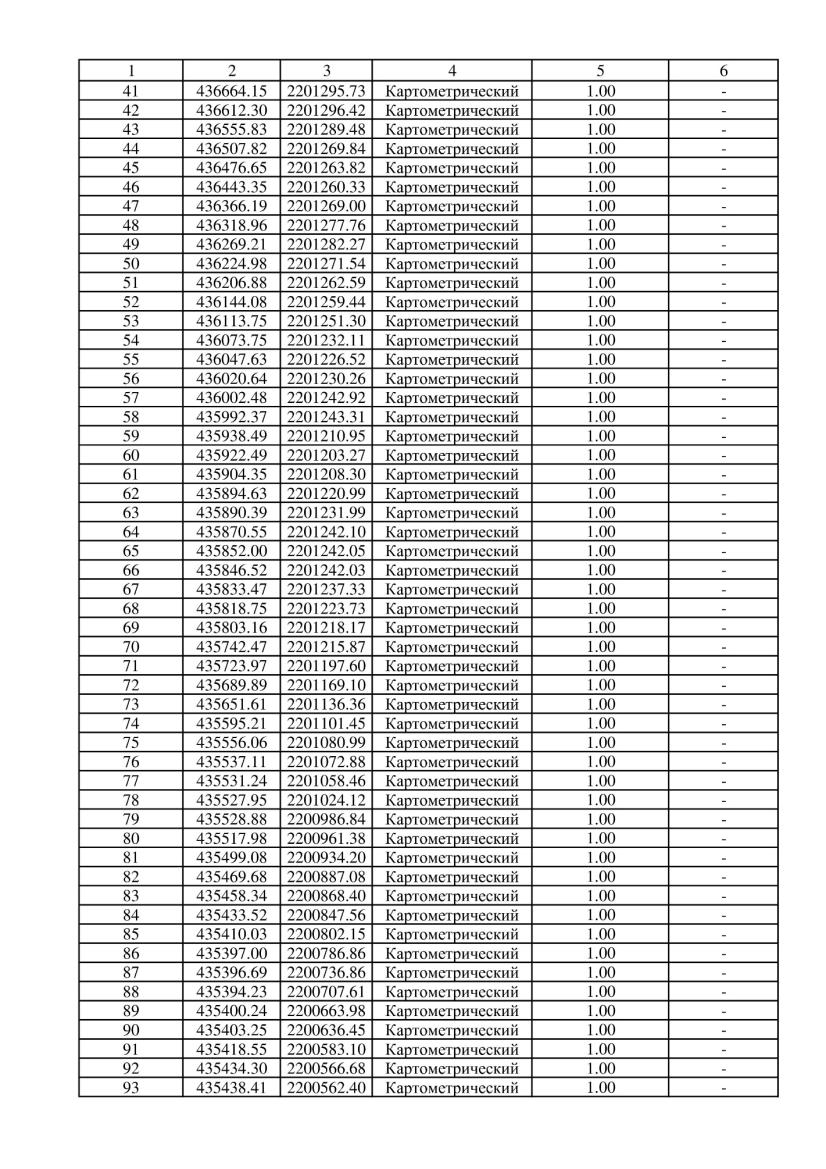 1 2 3 4 5 6
41 436664.15 2201295.73 Картометрический 1.00 -
42 436612.30 2201296.42 Картометрический 1.00 -
43 436555.83 2201289.48 Картометрический 1.00 -
44 436507.82 2201269.84 Картометрический 1.00 -
45 436476.65 2201263.82 Картометрический 1.00 -
46 436443.35 2201260.33 Картометрический 1.00 -
47 436366.19 2201269.00 Картометрический 1.00 -
48 436318.96 2201277.76 Картометрический 1.00 -
49 436269.21 2201282.27 Картометрический 1.00 -
50 436224.98 2201271.54 Картометрический 1.00 -
51 436206.88 2201262.59 Картометрический 1.00 -
52 436144.08 2201259.44 Картометрический 1.00 -
53 436113.75 2201251.30 Картометрический 1.00 -
54 436073.75 2201232.11 Картометрический 1.00 -
55 436047.63 2201226.52 Картометрический 1.00 -
56 436020.64 2201230.26 Картометрический 1.00 -
57 436002.48 2201242.92 Картометрический 1.00 -
58 435992.37 2201243.31 Картометрический 1.00 -
59 435938.49 2201210.95 Картометрический 1.00 -
60 435922.49 2201203.27 Картометрический 1.00 -
61 435904.35 2201208.30 Картометрический 1.00 -
62 435894.63 2201220.99 Картометрический 1.00 -
63 435890.39 2201231.99 Картометрический 1.00 -
64 435870.55 2201242.10 Картометрический 1.00 -
65 435852.00 2201242.05 Картометрический 1.00 -
66 435846.52 2201242.03 Картометрический 1.00 -
67 435833.47 2201237.33 Картометрический 1.00 -
68 435818.75 2201223.73 Картометрический 1.00 -
69 435803.16 2201218.17 Картометрический 1.00 -
70 435742.47 2201215.87 Картометрический 1.00 -
71 435723.97 2201197.60 Картометрический 1.00 -
72 435689.89 2201169.10 Картометрический 1.00 -
73 435651.61 2201136.36 Картометрический 1.00 -
74 435595.21 2201101.45 Картометрический 1.00 -
75 435556.06 2201080.99 Картометрический 1.00 -
76 435537.11 2201072.88 Картометрический 1.00 -
77 435531.24 2201058.46 Картометрический 1.00 -
78 435527.95 2201024.12 Картометрический 1.00 -
79 435528.88 2200986.84 Картометрический 1.00 -
80 435517.98 2200961.38 Картометрический 1.00 -
81 435499.08 2200934.20 Картометрический 1.00 -
82 435469.68 2200887.08 Картометрический 1.00 -
83 435458.34 2200868.40 Картометрический 1.00 -
84 435433.52 2200847.56 Картометрический 1.00 -
85 435410.03 2200802.15 Картометрический 1.00 -
86 435397.00 2200786.86 Картометрический 1.00 -
87 435396.69 2200736.86 Картометрический 1.00 -
88 435394.23 2200707.61 Картометрический 1.00 -
89 435400.24 2200663.98 Картометрический 1.00 -
90 435403.25 2200636.45 Картометрический 1.00 -
91 435418.55 2200583.10 Картометрический 1.00 -
92 435434.30 2200566.68 Картометрический 1.00 -
93 435438.41 2200562.40 Картометрический 1.00 -